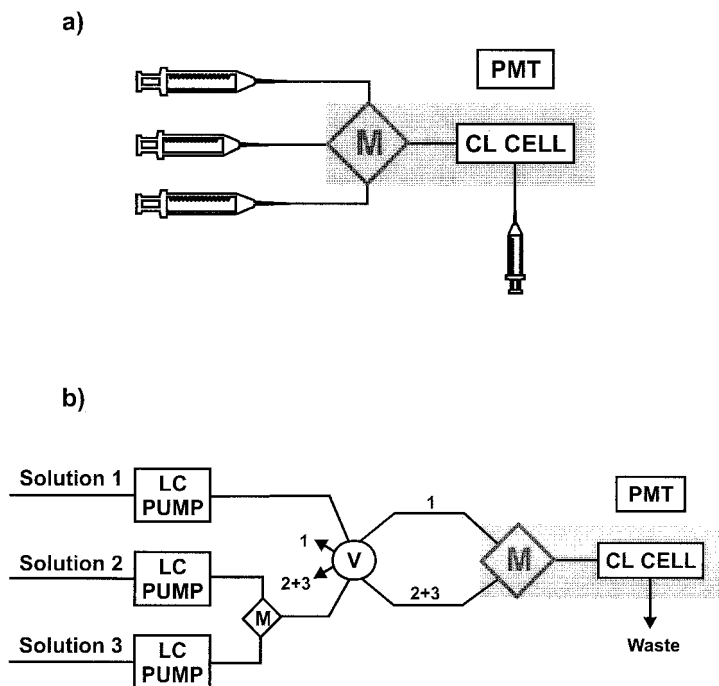 a)
PMT
M
CL CELL
b)
Solution 1
LC
PUMP
1
PMT
1
V
M
CL CELL
Solution 2
LC
PUMP
2+3
2+3
M
Waste
Solution 3
LC
PUMP